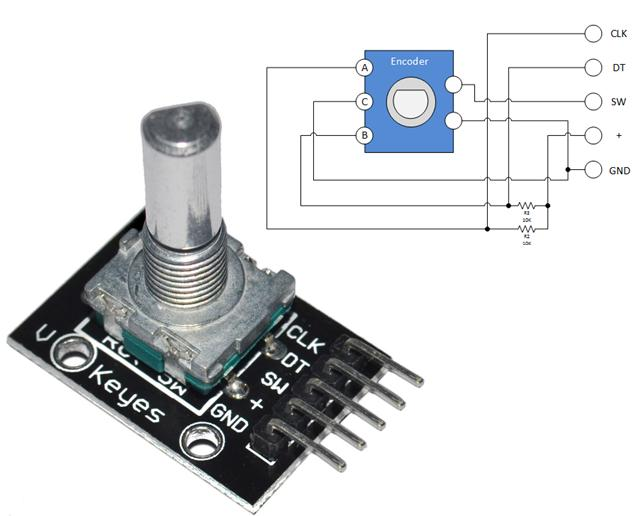 Encoder
A
C
B
CLK
DT
SW
+
GND
R3
10K
R2
10K
CLK
DT
SW
+
GND
Keyes